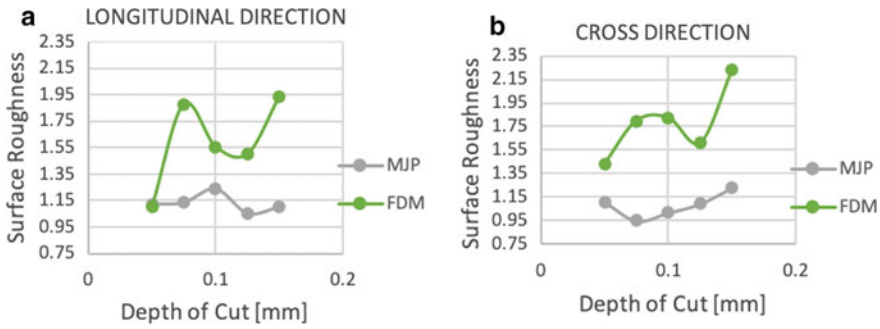 a
LONGITUDINAL DIRECTION
Surface Roughness
2.35
2.15
1.95
1.75
1.55
1.35
1.15
0.95
0.75
0
0.1
0.2
Depth of Cut [mm]
MJP
FDM
b
CROSS DIRECTION
Surface Roughness
2.35
2.15
1.95
1.75
1.55
1.35
1.15
0.95
0.75
0
0.1
0.2
Depth of Cut [mm]
MJP
FDM